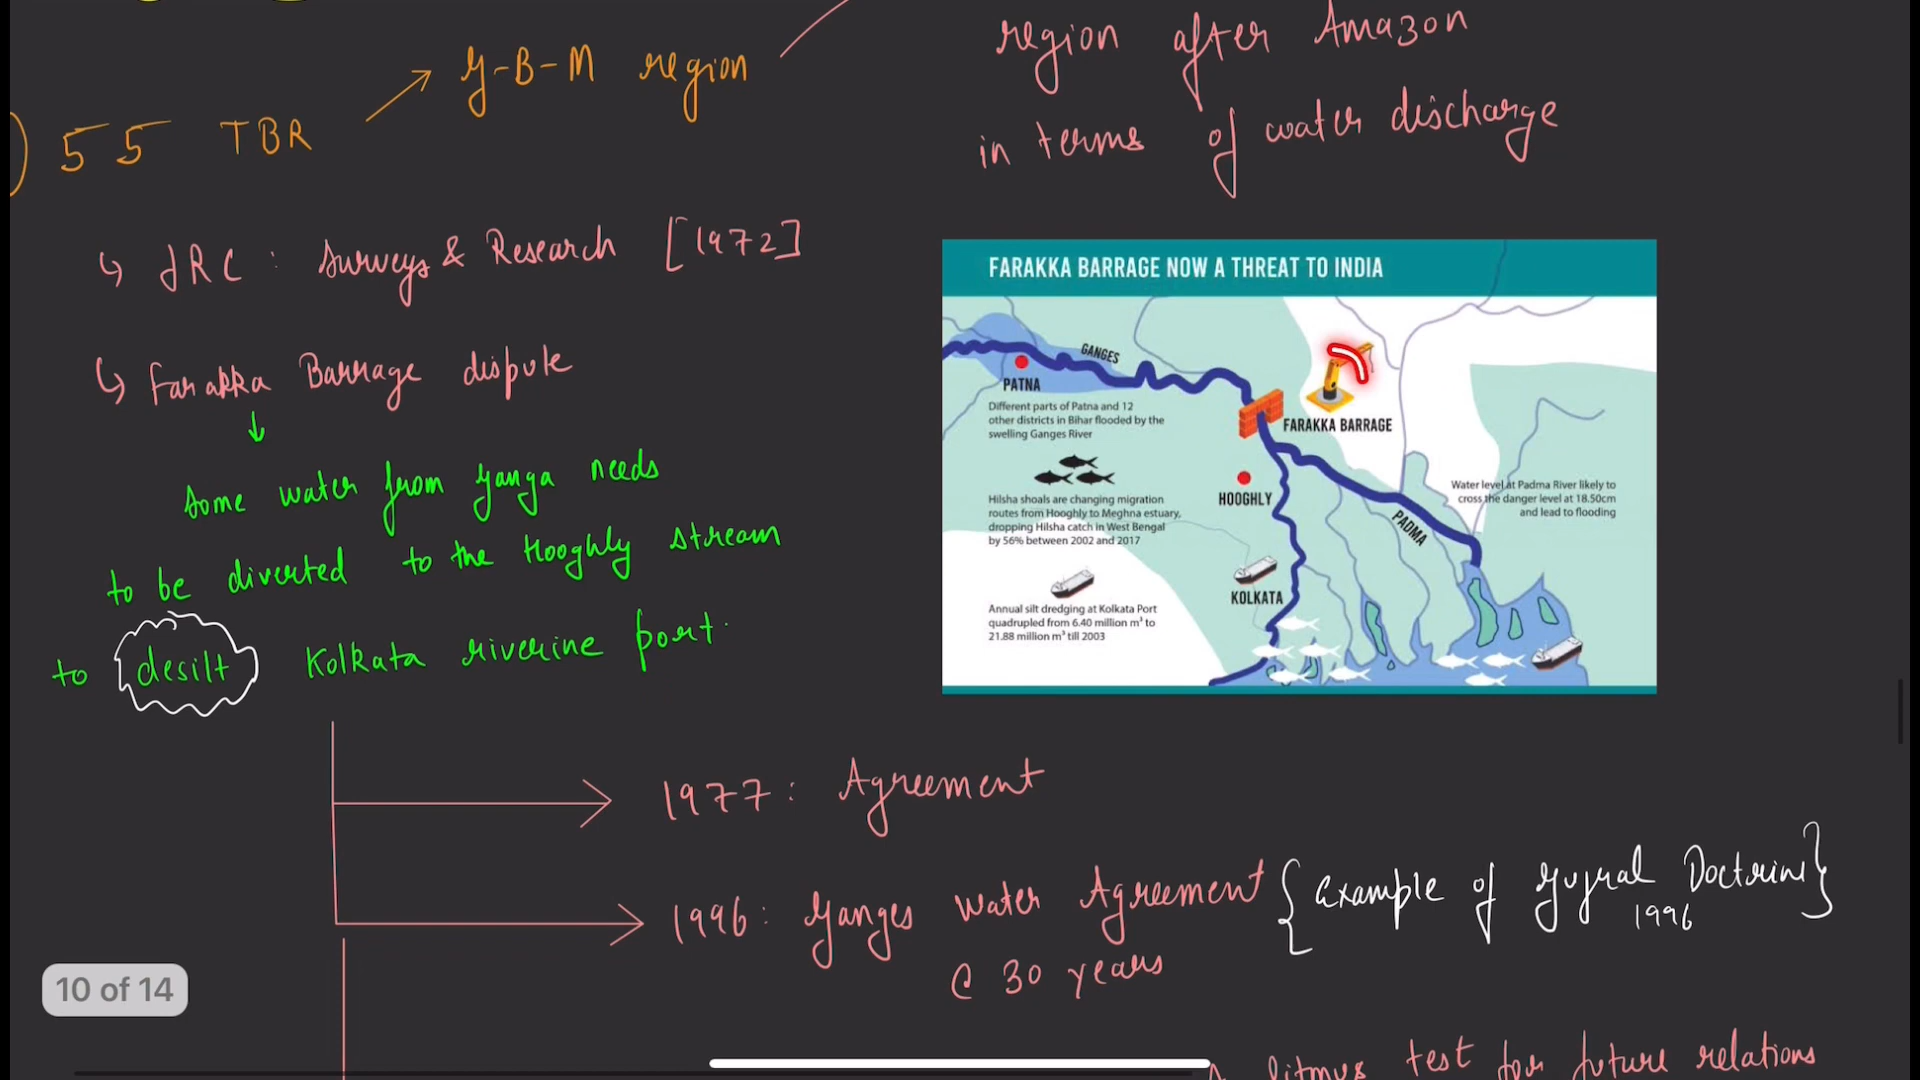 region after Amazon
G-B-M region
55 TBR
in terms of water discharge
JRC : Surveys & Research [1972]
Farakka Barrage dispute
Some water from Ganga needs
to be diverted to the Hooghly stream
to desilt Kolkata riverine port.
FARAKKA BARRAGE NOW A THREAT TO INDIA
GANGES
PATNA
Different parts of Patna and 12
other districts in Bihar flooded by the
swelling Ganges River
FARAKKA BARRAGE
Hilsha shoals are changing migration
routes from Hooghly to Meghna estuary,
dropping Hilsha catch in West Bengal
by 56% between 2002 and 2017
HOOGHLY
Water level at Padma River likely to
cross the danger level at 18.50cm
and lead to flooding
PADMA
KOLKATA
Annual silt dredging at Kolkata Port
quadrupled from 6.40 million m³ to
21.88 million m³ till 2003
1977 : Agreement
1996 : Ganges Water Agreement {Example of Gujral Doctrine}
1996
@ 30 years
10 of 14
litmus test for future relations